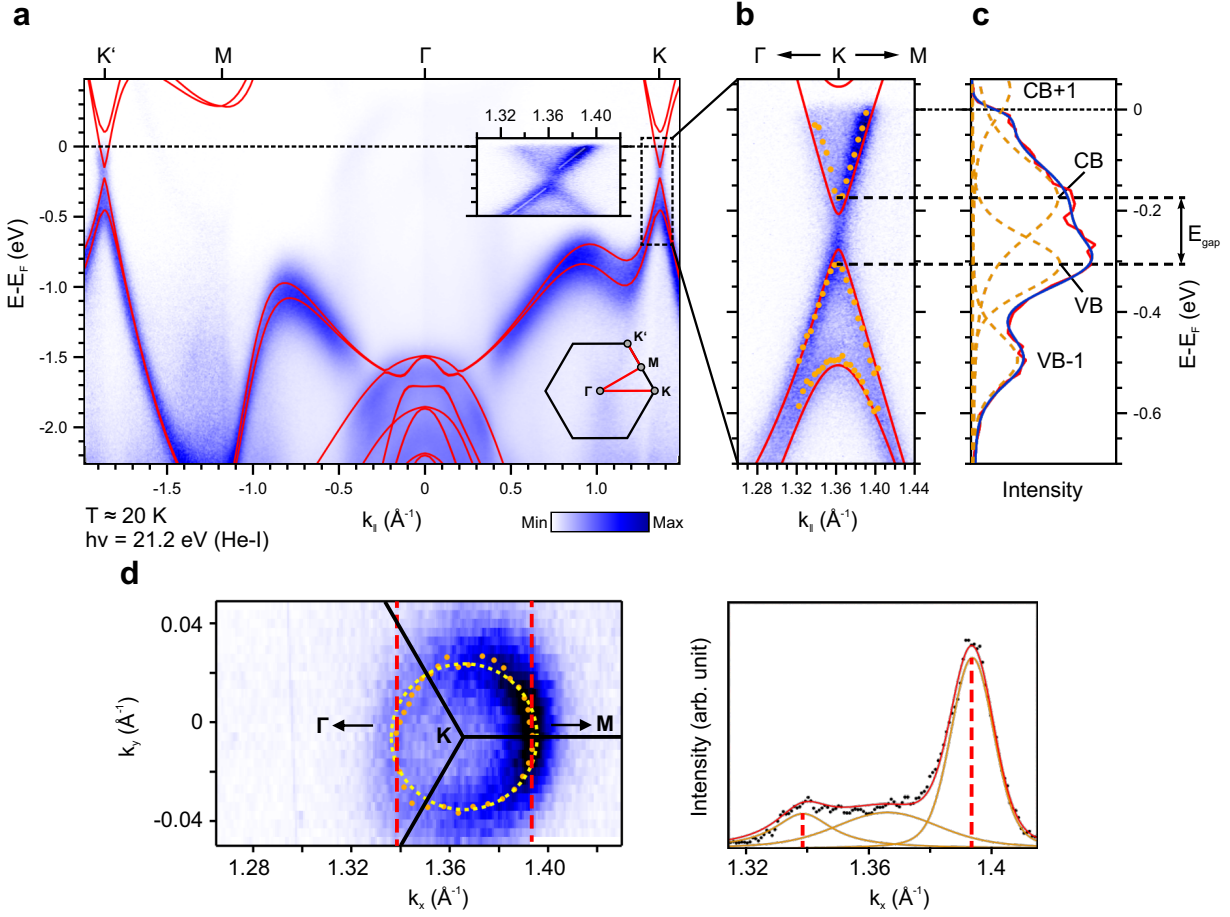 a
K' M Γ K
1.32 1.36 1.40
0
-0.5
-1.0
-1.5
-2.0
E-E_F (eV)
K'
M
Γ K
-1.5 -1.0 -0.5 0 0.5 1.0
k_∥ (Å⁻¹)
T ≈ 20 K
hν = 21.2 eV (He-I)
Min Max
b
Γ K M
1.28 1.32 1.36 1.40 1.44
k_∥ (Å⁻¹)
c
CB+1
CB
VB
VB-1
E_gap
0
-0.2
-0.4
-0.6
E-E_F (eV)
Intensity
d
0.04
0
-0.04
k_y (Å⁻¹)
Γ K M
1.28 1.32 1.36 1.40
k_x (Å⁻¹)
Intensity (arb. unit)
1.32 1.36 1.4
k_x (Å⁻¹)